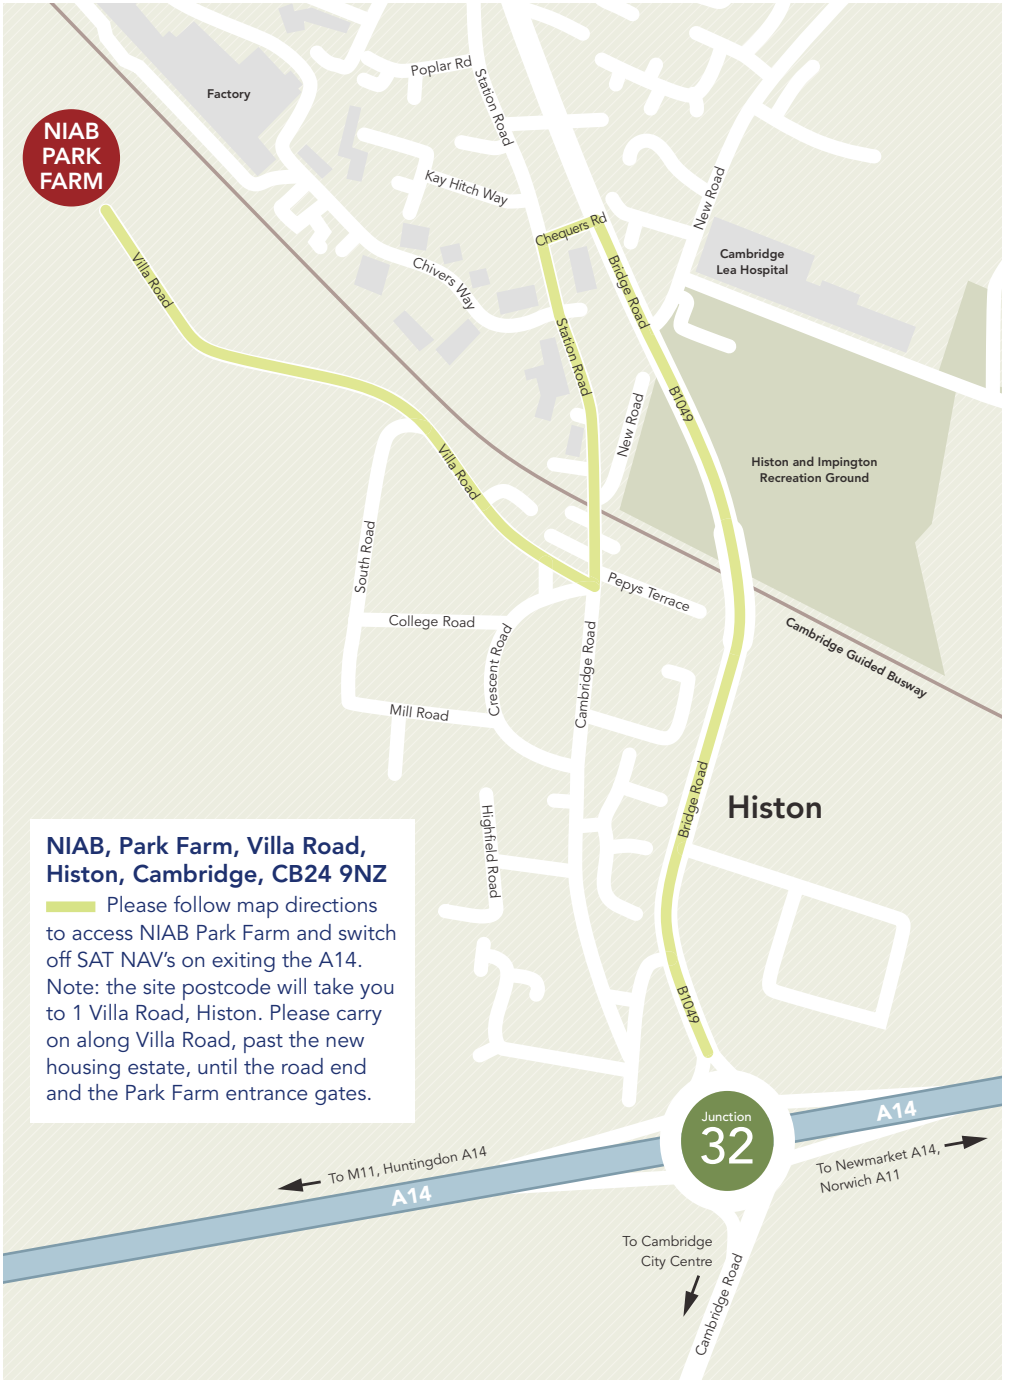 Poplar Rd
Station Road
Factory
NIAB
PARK
FARM
Kay Hitch Way
New Road
Chequers Rd
Cambridge
Lea Hospital
Villa Road
Chivers Way
Bridge Road
Station Road
B1049
New Road
Histon and Impington
Recreation Ground
Villa Road
South Road
Pepys Terrace
College Road
Crescent Road
Cambridge Road
Cambridge Guided Busway
Mill Road
Bridge Road
Histon
Highfield Road
NIAB, Park Farm, Villa Road,
Histon, Cambridge, CB24 9NZ
Please follow map directions
to access NIAB Park Farm and switch
off SAT NAV's on exiting the A14.
Note: the site postcode will take you
to 1 Villa Road, Histon. Please carry
on along Villa Road, past the new
housing estate, until the road end
and the Park Farm entrance gates.
B1049
Junction
32
A14
To M11, Huntingdon A14
A14
To Newmarket A14,
Norwich A11
To Cambridge
City Centre
Cambridge Road